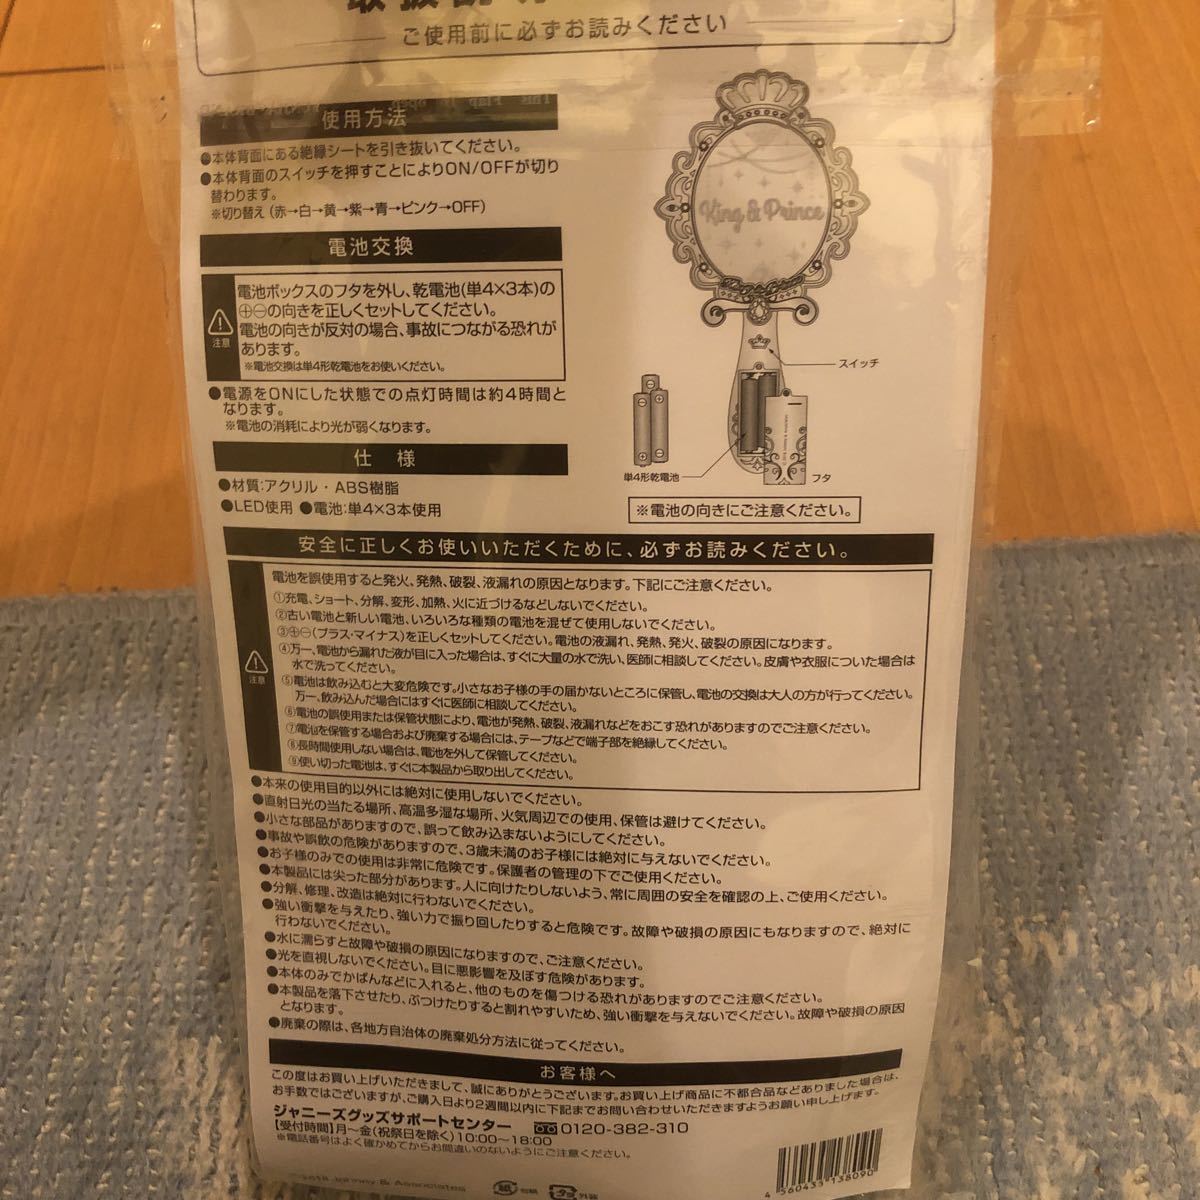 取扱説明
ご使用前に必ずお読みください
使用方法
●本体背面にある絶縁シートを引き抜いてください。
●本体背面のスイッチを押すことによりON/OFFが切り
替わります。
※切り替え (赤→白→黄→紫→青→ピンク→OFF)
電池交換
電池ボックスのフタを外し、乾電池(単4×3本)の
⊕⊖の向きを正しくセットしてください。
電池の向きが反対の場合、事故につながる恐れが
あります。
※電池交換は単4形乾電池をお使いください。
注意
●電源をONにした状態での点灯時間は約4時間と
なります。
※電池の消耗により光が弱くなります。
仕様
●材質:アクリル・ABS樹脂
●LED使用 ●電池:単4×3本使用
King & Prince
スイッチ
単4形乾電池
フタ
※電池の向きにご注意ください。
安全に正しくお使いいただくために、必ずお読みください。
電池を誤使用すると発火、発熱、破裂、液漏れの原因となります。下記にご注意ください。
①充電、ショート、分解、変形、加熱、火に近づけるなどしないでください。
②古い電池と新しい電池、いろいろな種類の電池を混ぜて使用しないでください。
③⊕⊖(プラス・マイナス)を正しくセットしてください。電池の液漏れ、発熱、発火、破裂の原因になります。
④万一、電池から漏れた液が目に入った場合は、すぐに大量の水で洗い、医師に相談してください。皮膚や衣服についた場合は
水で洗ってください。
⑤電池は飲み込むと大変危険です。小さなお子様の手の届かないところに保管し、電池の交換は大人の方が行ってください。
万一、飲み込んだ場合にはすぐに医師に相談してください。
⑥電池の誤使用または保管状態により、電池が発熱、破裂、液漏れなどをおこす恐れがありますのでご注意ください。
⑦電池を保管する場合および廃棄する場合には、テープなどで端子部を絶縁してください。
⑧長時間使用しない場合は、電池を外して保管してください。
⑨使い切った電池は、すぐに本製品から取り出してください。
注意
●本来の使用目的以外には絶対に使用しないでください。
●直射日光の当たる場所、高温多湿な場所、火気周辺での使用、保管は避けてください。
●小さな部品がありますので、誤って飲み込まないようにしてください。
●事故や誤飲の危険がありますので、3歳未満のお子様には絶対に与えないでください。
●お子様のみでの使用は非常に危険です。保護者の管理の下でご使用ください。
●本製品には尖った部分があります。人に向けたりしないよう、常に周囲の安全を確認の上、ご使用ください。
●分解、修理、改造は絶対に行わないでください。
●強い衝撃を与えたり、強い力で振り回したりすると危険です。故障や破損の原因にもなりますので、絶対に
行わないでください。
●水に濡らすと故障や破損の原因になりますので、ご注意ください。
●光を直視しないでください。目に悪影響を及ぼす危険があります。
●本体のみでかばんなどに入れると、他のものを傷つける恐れがありますのでご注意ください。
●本製品を落下させたり、ぶつけたりすると割れやすいため、強い衝撃を与えないでください。故障や破損の原因
となります。
●廃棄の際は、各地方自治体の廃棄処分方法に従ってください。
お客様へ
この度はお買い上げいただきまして、誠にありがとうございます。お買い上げ商品に不都合品などありました場合は、
お手数ではございますが、ご購入日より2週間以内に下記までお問い合わせいただきますようお願い申し上げます。
ジャニーズグッズサポートセンター 0120-382-310
【受付時間】月〜金(祝祭日を除く)10:00〜18:00
※電話番号はよく確かめてからお間違いのないようにご注意ください。
& Associates
紙 台紙
プラ 外装
4 560433 138090